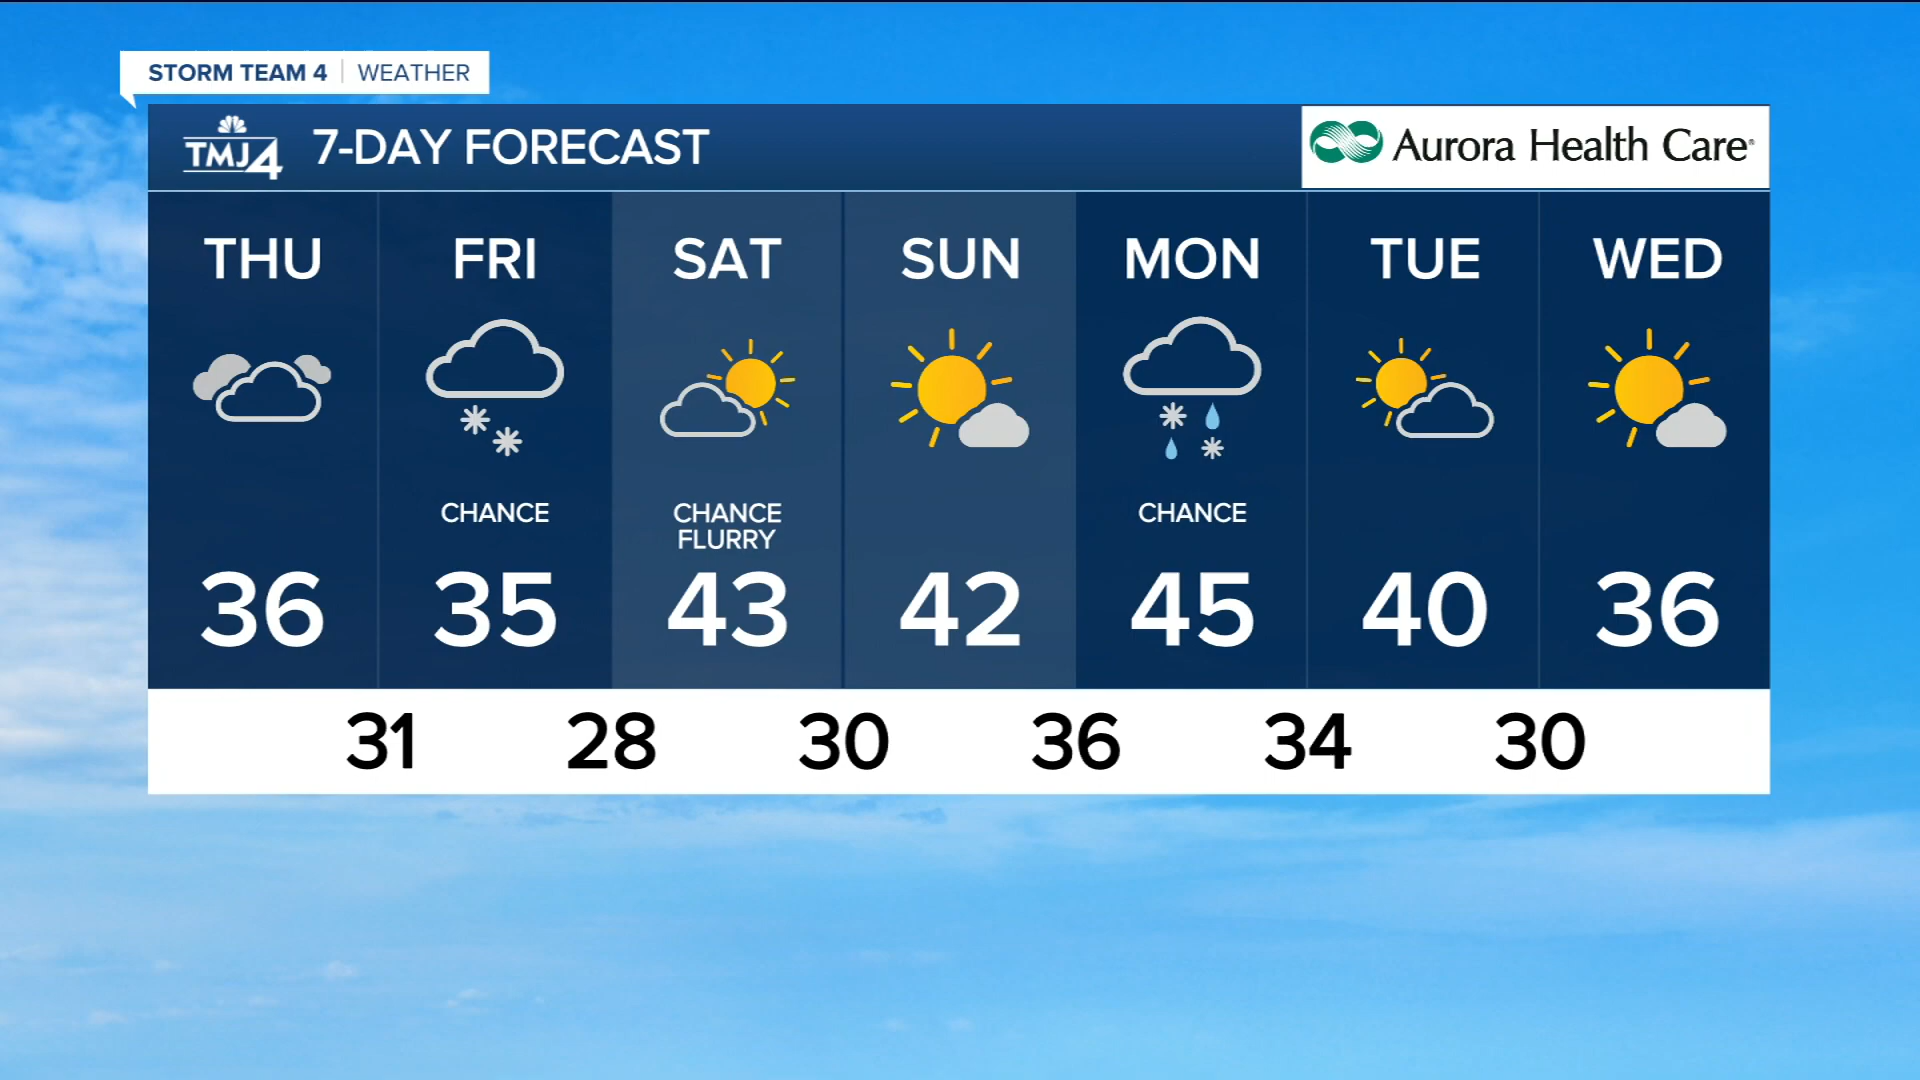 STORM TEAM 4 | WEATHER
TMJ4 7-DAY FORECAST Aurora Health Care
THU FRI SAT SUN MON TUE WED
CHANCE CHANCE FLURRY CHANCE
36 35 43 42 45 40 36
31 28 30 36 34 30